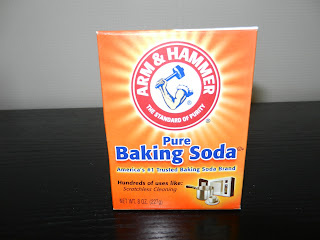 ARM & HAMMER
THE STANDARD OF PURITY
Pure
Baking Soda
America's #1 Trusted Baking Soda Brand
Hundreds of uses like:
Scratchless Cleaning
NET WT. 8 OZ. (227g)